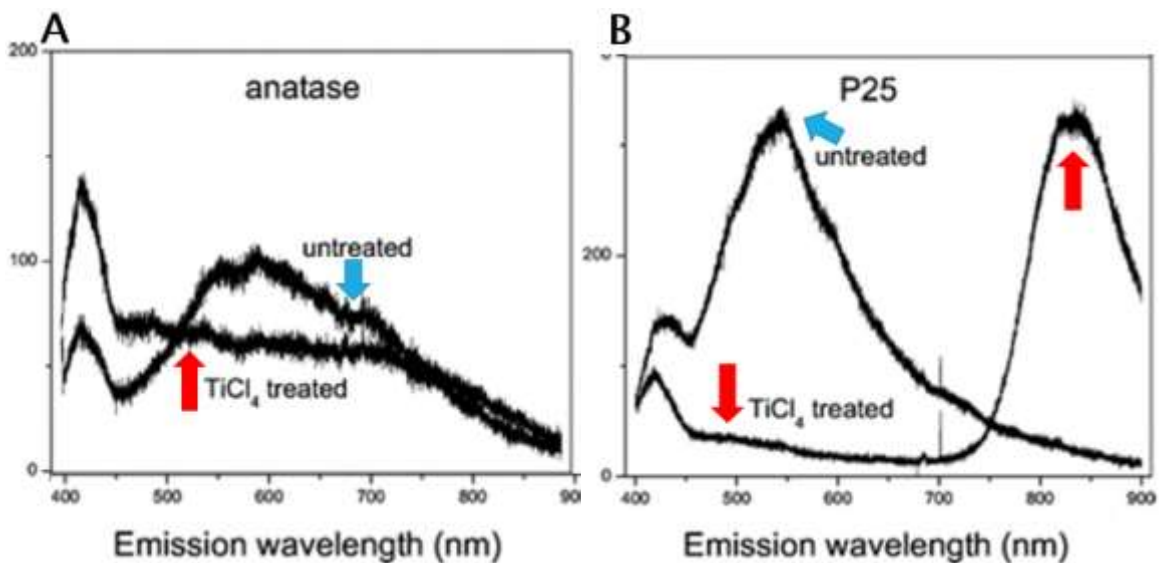 A
200
anatase
untreated
100
TiCl4 treated
0
400 500 600 700 800 90
Emission wavelength (nm)
B
P25
untreated
200
TiCl4 treated
0
400 500 600 700 800 900
Emission wavelength (nm)